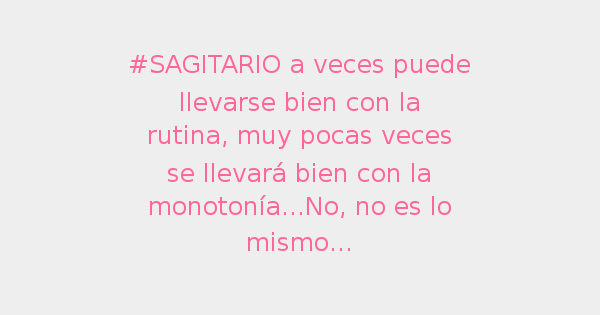 #SAGITARIO a veces puede
llevarse bien con la
rutina, muy pocas veces
se llevará bien con la
monotonía...No, no es lo
mismo...